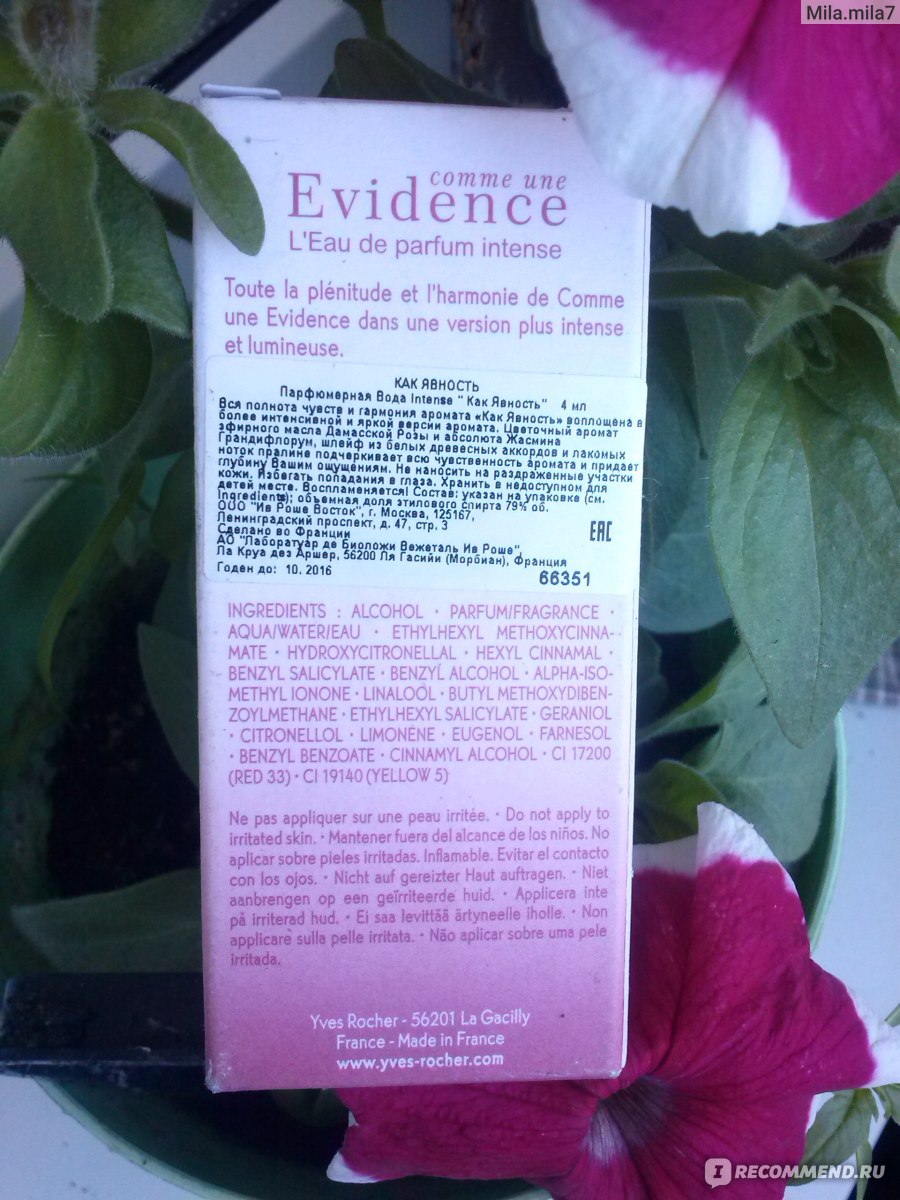 Mila.mila7
comme une
Evidence
L'Eau de parfum intense
Toute la plénitude et l'harmonie de Comme
une Evidence dans une version plus intense
et lumineuse.
КАК ЯВНОСТЬ
Парфюмерная Вода Intense " Как Явность" 4 мл
Вся полнота чувств и гармония аромата «Как Явность» воплощена в
более интенсивной и яркой версии аромата. Цветочный аромат
эфирного масла Дамасской Розы и абсолюта Жасмина
Грандифлорум, шлейф из белых древесных аккордов и лакомых
ноток пралине подчеркивает всю чувственность аромата и придает
глубину Вашим ощущениям. Не наносить на раздраженные участки
кожи. Избегать попадания в глаза. Хранить в недоступном для
детей месте. Воспламеняется! Состав: указан на упаковке (см.
Ingredients); объемная доля этилового спирта 79% об.
ООО "Ив Роше Восток", г. Москва, 125167,
Ленинградский проспект, д. 47, стр. 3
Сделано во Франции
АО "Лаборатуар де Биоложи Вежеталь Ив Роше",
Ла Круа дез Аршер, 56200 Ля Гасийи (Морбиан), Франция
Годен до: 10. 2016
EAC
66351
INGREDIENTS : ALCOHOL • PARFUM/FRAGRANCE •
AQUA/WATER/EAU • ETHYLHEXYL METHOXYCINNA-
MATE • HYDROXYCITRONELLAL • HEXYL CINNAMAL •
BENZYL SALICYLATE • BENZYL ALCOHOL • ALPHA-ISO-
METHYL IONONE • LINALOOL • BUTYL METHOXYDIBEN-
ZOYLMETHANE • ETHYLHEXYL SALICYLATE • GERANIOL
• CITRONELLOL • LIMONENE • EUGENOL • FARNESOL
• BENZYL BENZOATE • CINNAMYL ALCOHOL • CI 17200
(RED 33) • CI 19140 (YELLOW 5)
Ne pas appliquer sur une peau irritée. • Do not apply to
irritated skin. • Mantener fuera del alcance de los niños. No
aplicar sobre pieles irritadas. Inflamable. Evitar el contacto
con los ojos. • Nicht auf gereizter Haut auftragen. • Niet
aanbrengen op een geïrriteerde huid. • Applicera inte
på irriterad hud. • Ei saa levittää ärtyneelle iholle. • Non
applicare sulla pelle irritata. • Não aplicar sobre uma pele
irritada.
Yves Rocher - 56201 La Gacilly
France - Made in France
www.yves-rocher.com
IRECOMMEND.RU